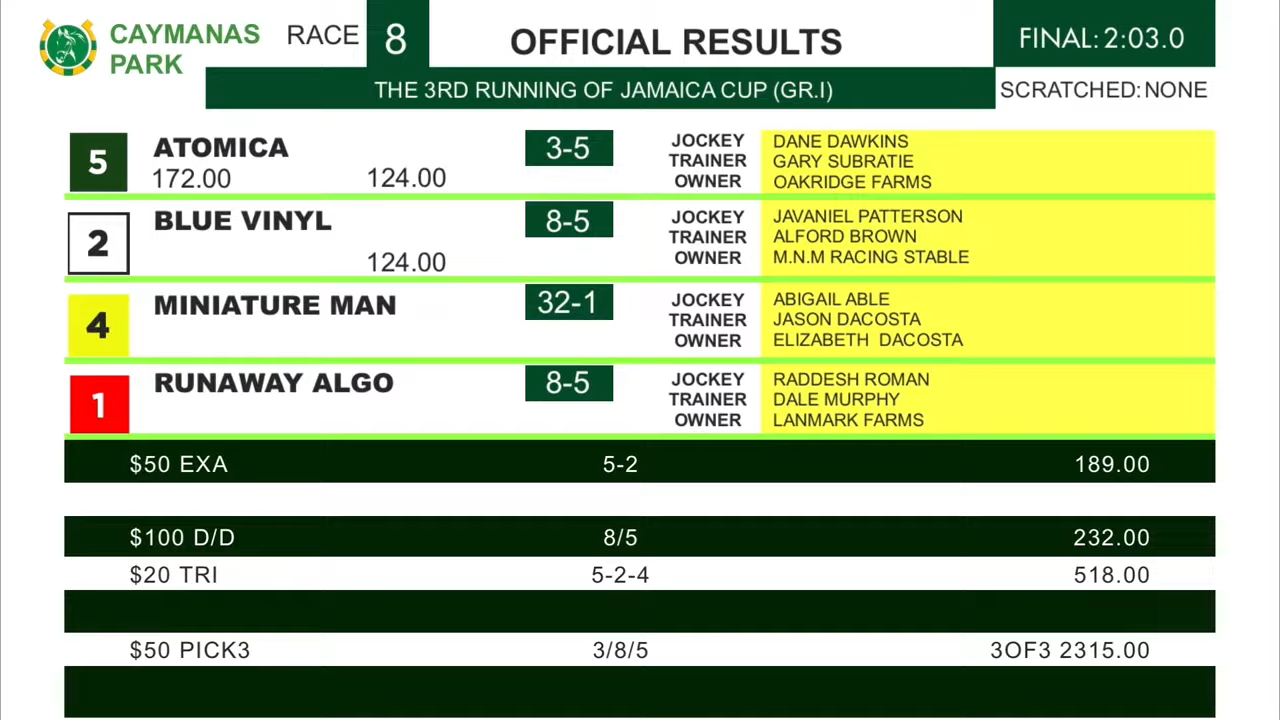 CAYMANAS PARK
RACE 8
OFFICIAL RESULTS
FINAL: 2:03.0
THE 3RD RUNNING OF JAMAICA CUP (GR.I)
SCRATCHED: NONE
5 ATOMICA 3-5 JOCKEY DANE DAWKINS
TRAINER GARY SUBRATIE
172.00 124.00 OWNER OAKRIDGE FARMS
2 BLUE VINYL 8-5 JOCKEY JAVANIEL PATTERSON
TRAINER ALFORD BROWN
124.00 OWNER M.N.M RACING STABLE
4 MINIATURE MAN 32-1 JOCKEY ABIGAIL ABLE
TRAINER JASON DACOSTA
OWNER ELIZABETH DACOSTA
1 RUNAWAY ALGO 8-5 JOCKEY RADDESH ROMAN
TRAINER DALE MURPHY
OWNER LANMARK FARMS
$50 EXA 5-2 189.00
$100 D/D 8/5 232.00
$20 TRI 5-2-4 518.00
$50 PICK3 3/8/5 3OF3 2315.00